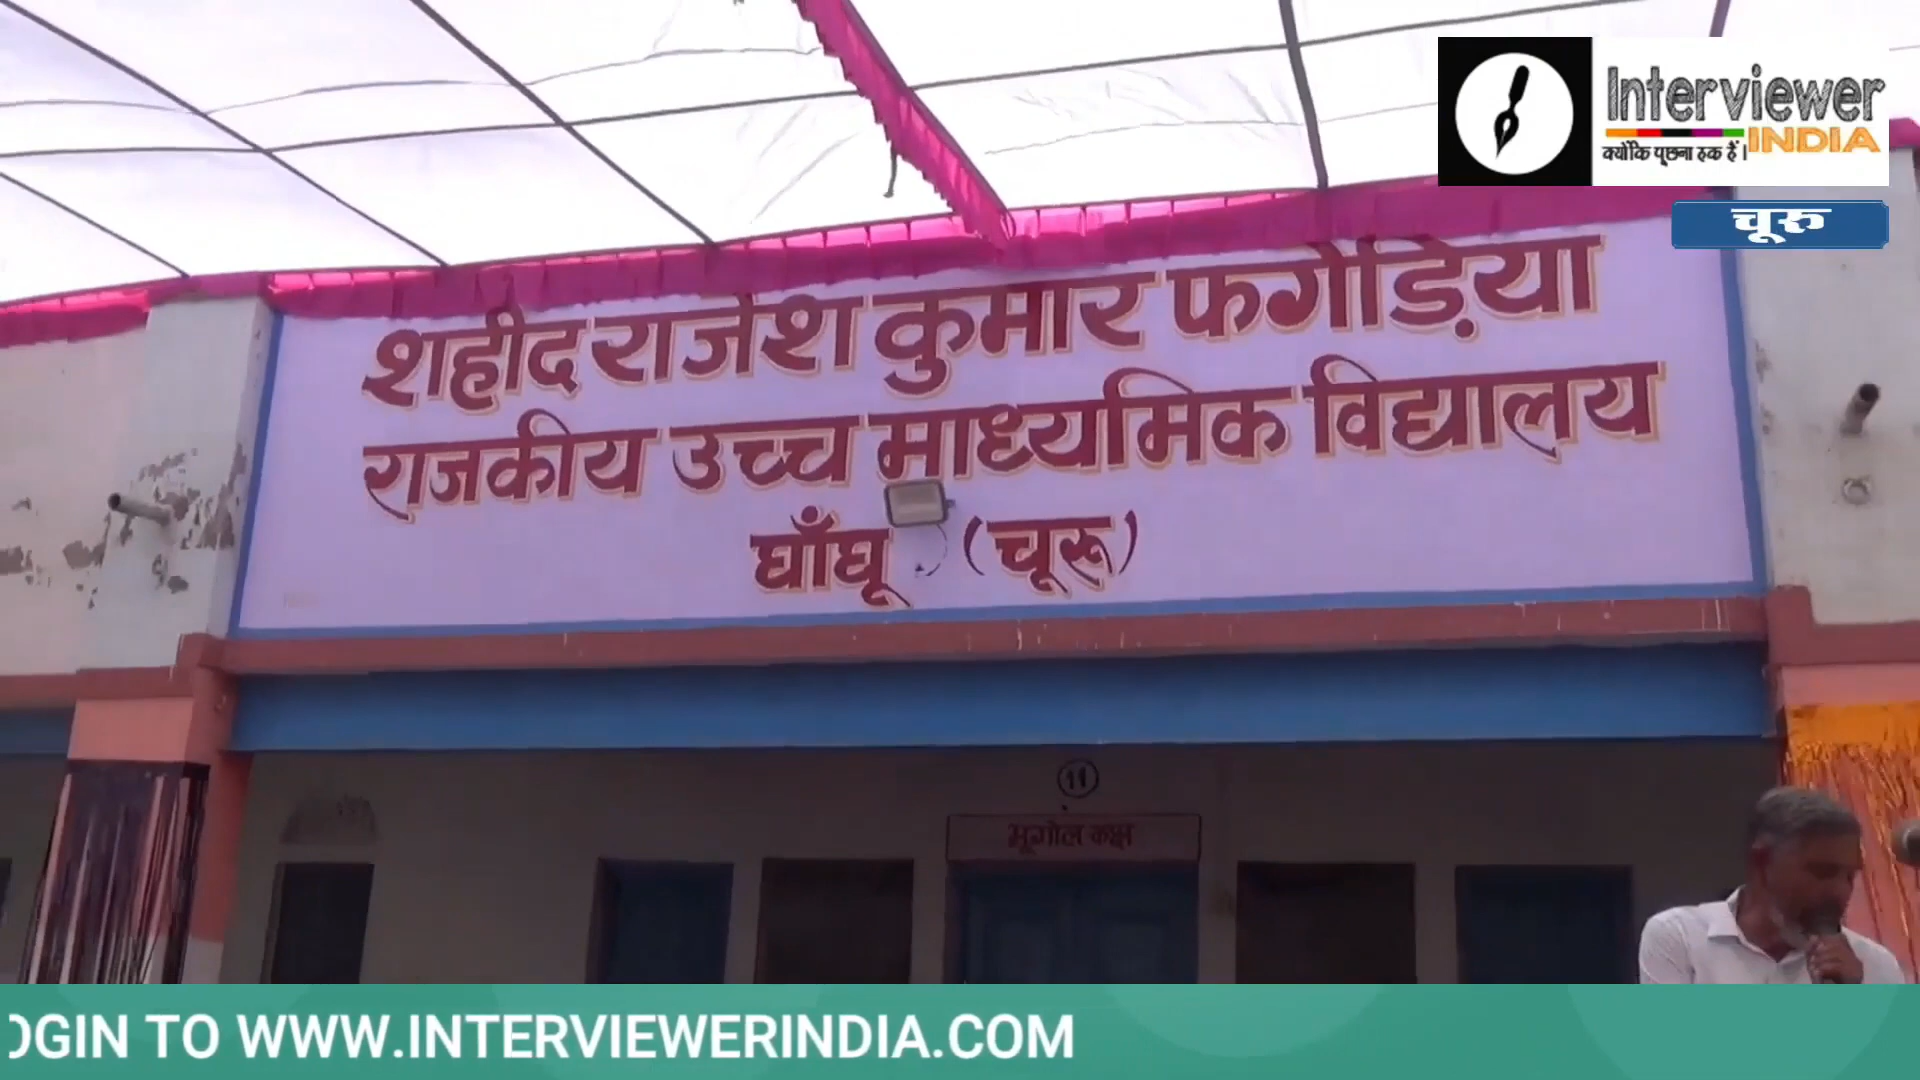 Interviewer
INDIA
क्योंकि पूछना हक है।
चूरु
शहीद राजेश कुमार फगेड़िया
राजकीय उच्च माध्यमिक विद्यालय
घाँघू (चूरू)
11
भूगोल कक्ष
OGIN TO WWW.INTERVIEWERINDIA.COM